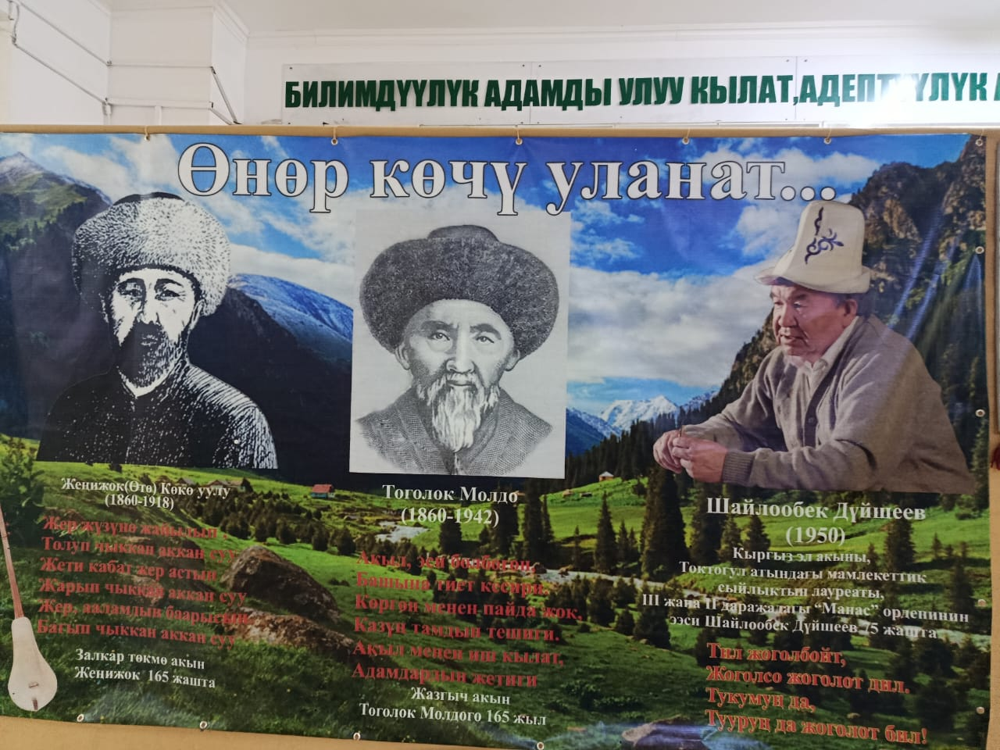 БИЛИМДҮҮЛҮК АДАМДЫ УЛУУ КЫЛАТ,АДЕПТҮҮЛҮК
Өнөр көчү уланат...
Жеңижок(Өтө) Көкө уулу
(1860-1918)
Жер жүзүнө жайылып,
Толуп чыккан аккан суу
Жети кабат жер астын
Жарып чыккан аккан суу
Жер, ааламдын баарысын
Багып чыккан аккан суу
Залкар төкмө акын
Жеңижок 165 жашта
Тоголок Молдо
(1860-1942)
Акыл, эси болбогон,
Башына тиет кесири.
Көргөн менен пайда жок,
Казуң тамдын тешиги.
Акыл менен иш кылат,
Адамдардын жетиги
Жазгыч акын
Тоголок Молдого 165 жыл
Шайлообек Дүйшеев
(1950)
Кыргыз эл акыны,
Токтогул атындагы мамлекеттик
сыйлыктын лауреаты,
III жана II даражадагы “Манас” орденинин
ээси Шайлообек Дүйшеев 75 жашта
Тил жоголбойт,
Жоголсо жоголот дил.
Тукумуң да,
Тууруң да жоголот бил!